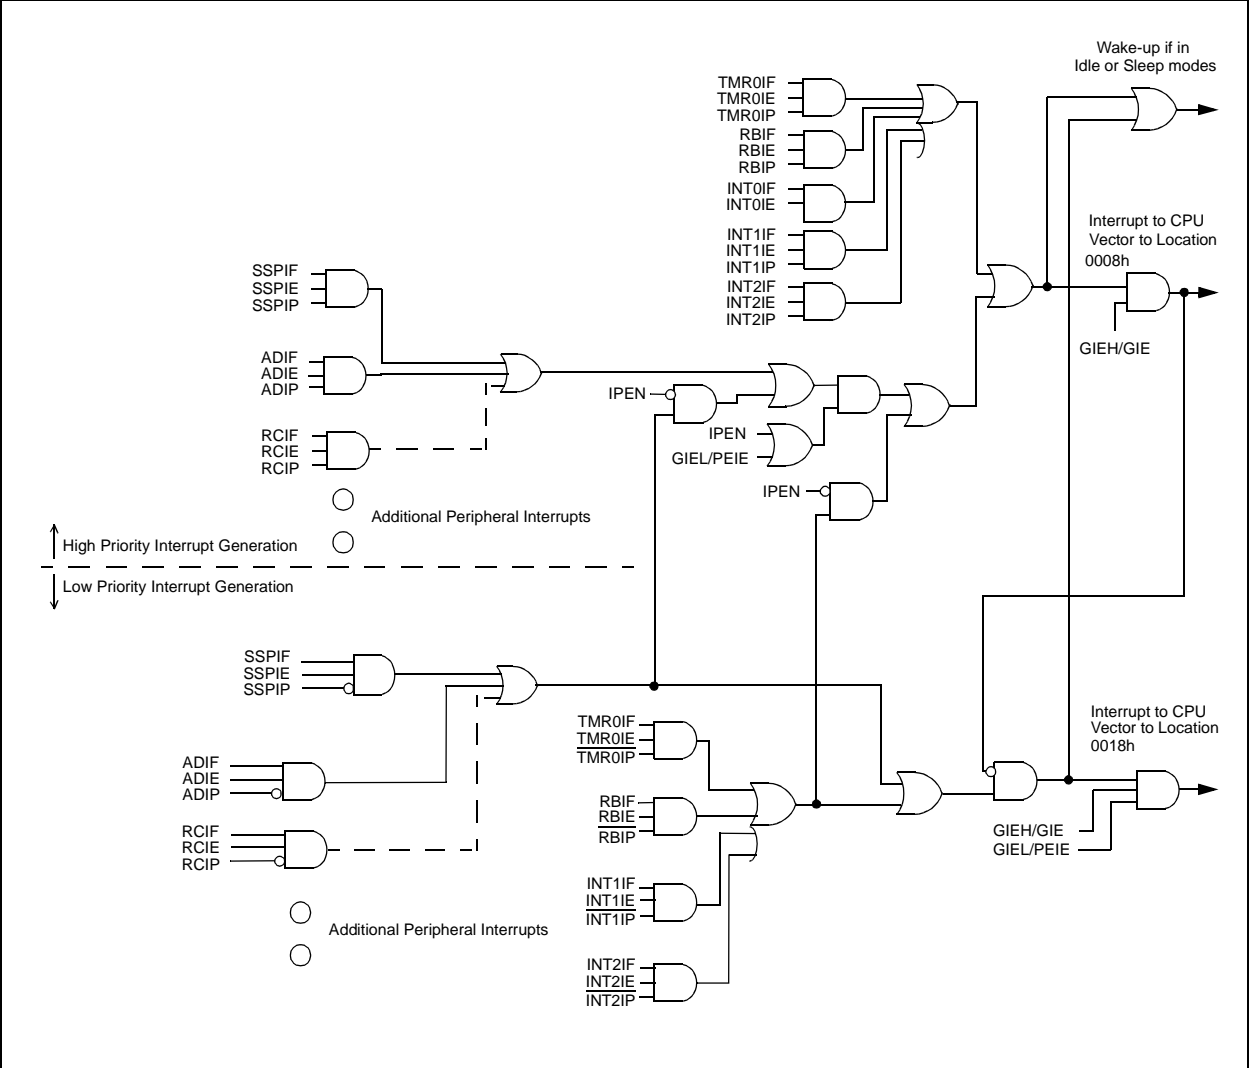 Wake-up if in
Idle or Sleep modes
TMR0IF
TMR0IE
TMR0IP
RBIF
RBIE
RBIP
INT0IF
INT0IE
INT1IF
INT1IE
INT1IP
INT2IF
INT2IE
INT2IP
Interrupt to CPU
Vector to Location
0008h
GIEH/GIE
SSPIF
SSPIE
SSPIP
ADIF
ADIE
ADIP
RCIF
RCIE
RCIP
IPEN
IPEN
GIEL/PEIE
IPEN
Additional Peripheral Interrupts
High Priority Interrupt Generation
Low Priority Interrupt Generation
SSPIF
SSPIE
SSPIP
ADIF
ADIE
ADIP
RCIF
RCIE
RCIP
Additional Peripheral Interrupts
TMR0IF
TMR0IE
TMR0IP
RBIF
RBIE
RBIP
INT1IF
INT1IE
INT1IP
INT2IF
INT2IE
INT2IP
Interrupt to CPU
Vector to Location
0018h
GIEH/GIE
GIEL/PEIE